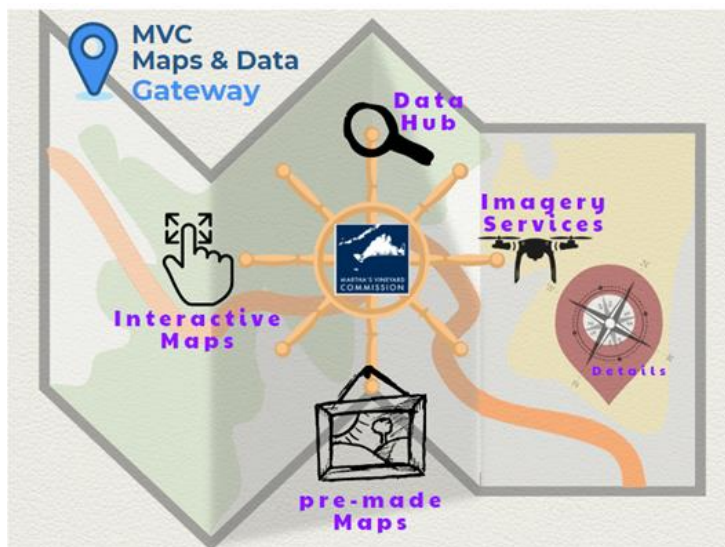 MVC
Maps & Data
Gateway
Data
Hub
Imagery
Services
MARTHA'S VINEYARD
COMMISSION
Interactive
Maps
Details
pre-made
Maps